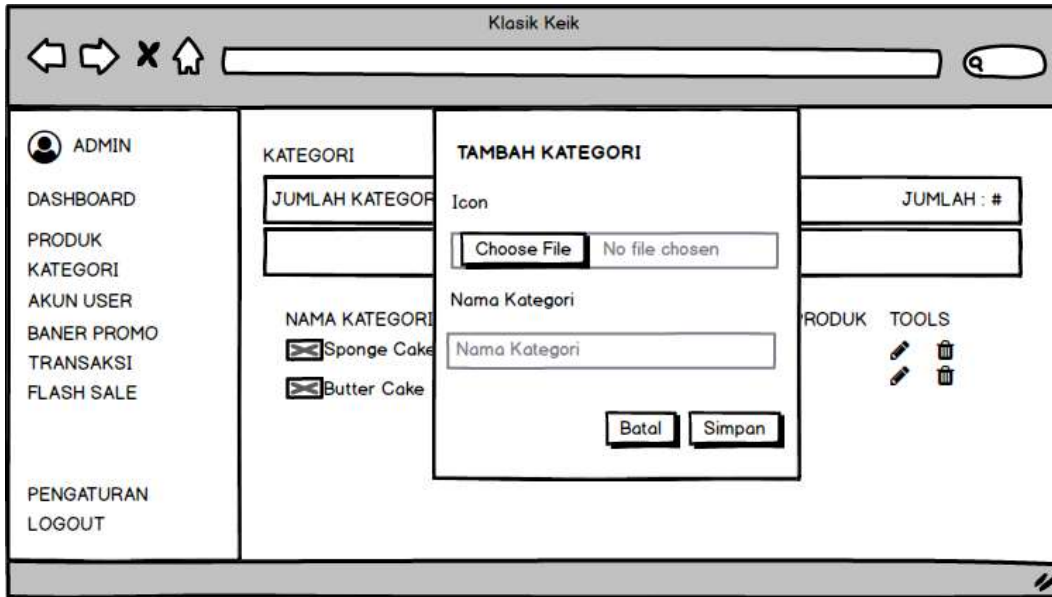 Klasik Keik
ADMIN
DASHBOARD
PRODUK
KATEGORI
AKUN USER
BANER PROMO
TRANSAKSI
FLASH SALE
PENGATURAN
LOGOUT
KATEGORI
JUMLAH KATEGOR
JUMLAH : #
NAMA KATEGORI
RODUK TOOLS
Sponge Cake
Butter Cake
TAMBAH KATEGORI
Icon
Choose File No file chosen
Nama Kategori
Nama Kategori
Batal Simpan